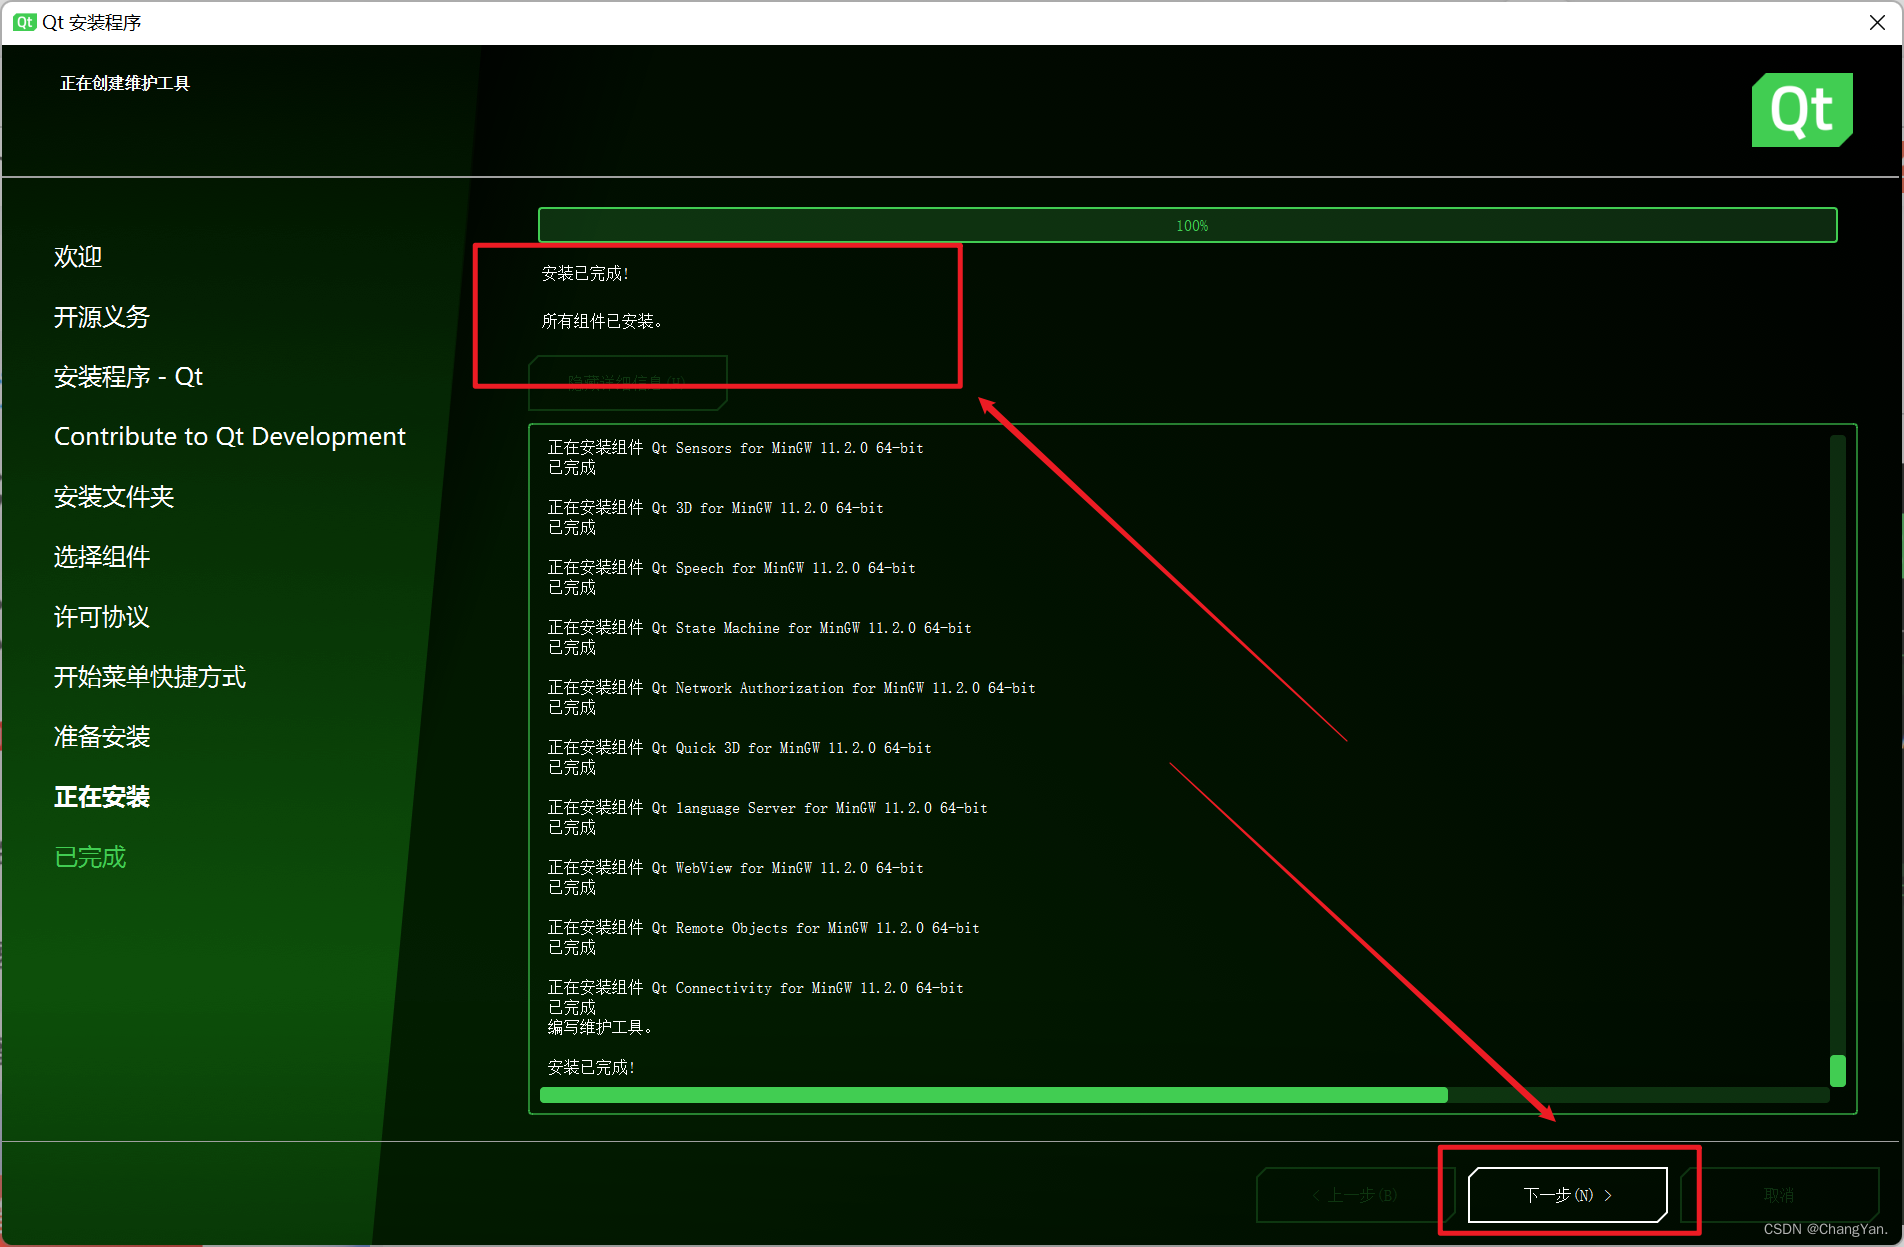 Qt Qt 安装程序
正在创建维护工具
Qt
欢迎
开源义务
安装程序 - Qt
Contribute to Qt Development
安装文件夹
选择组件
许可协议
开始菜单快捷方式
准备安装
正在安装
已完成
100%
安装已完成!
所有组件已安装。
隐藏详细信息(H)
正在安装组件 Qt Sensors for MinGW 11.2.0 64-bit
已完成
正在安装组件 Qt 3D for MinGW 11.2.0 64-bit
已完成
正在安装组件 Qt Speech for MinGW 11.2.0 64-bit
已完成
正在安装组件 Qt State Machine for MinGW 11.2.0 64-bit
已完成
正在安装组件 Qt Network Authorization for MinGW 11.2.0 64-bit
已完成
正在安装组件 Qt Quick 3D for MinGW 11.2.0 64-bit
已完成
正在安装组件 Qt language Server for MinGW 11.2.0 64-bit
已完成
正在安装组件 Qt WebView for MinGW 11.2.0 64-bit
已完成
正在安装组件 Qt Remote Objects for MinGW 11.2.0 64-bit
已完成
正在安装组件 Qt Connectivity for MinGW 11.2.0 64-bit
已完成
编写维护工具。
安装已完成!
< 上一步(B)
下一步(N) >
取消
CSDN @ChangYan.